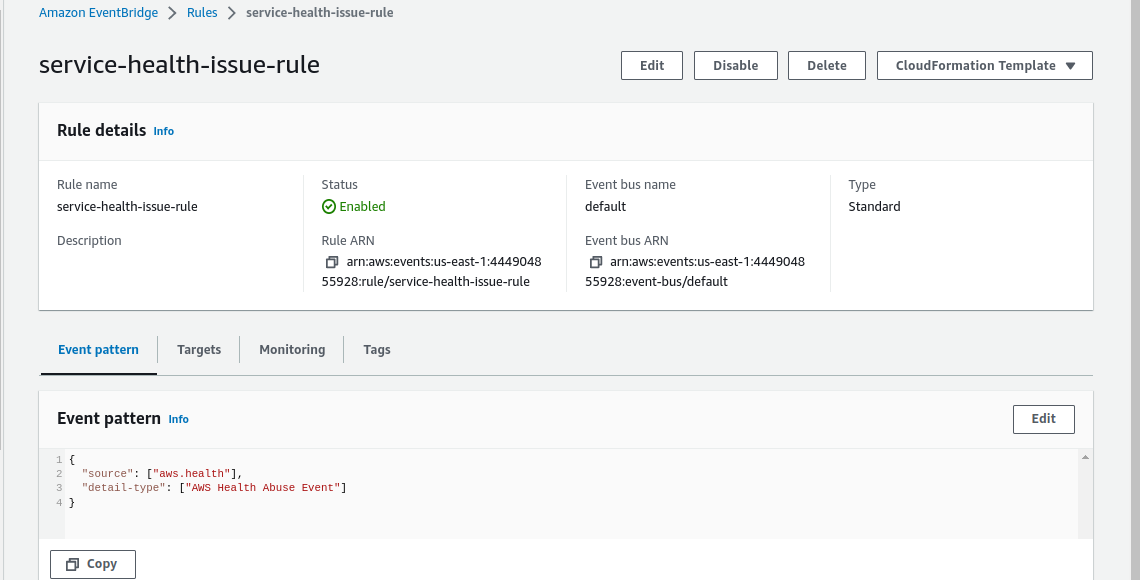 Amazon EventBridge > Rules > service-health-issue-rule
service-health-issue-rule
Edit
Disable
Delete
CloudFormation Template
Rule details Info
Rule name
service-health-issue-rule
Description
Status
Enabled
Rule ARN
arn:aws:events:us-east-1:4449048
55928:rule/service-health-issue-rule
Event bus name
default
Event bus ARN
arn:aws:events:us-east-1:4449048
55928:event-bus/default
Type
Standard
Event pattern
Targets
Monitoring
Tags
Event pattern Info
Edit
1 {
2 "source": ["aws.health"],
3 "detail-type": ["AWS Health Abuse Event"]
4 }
Copy